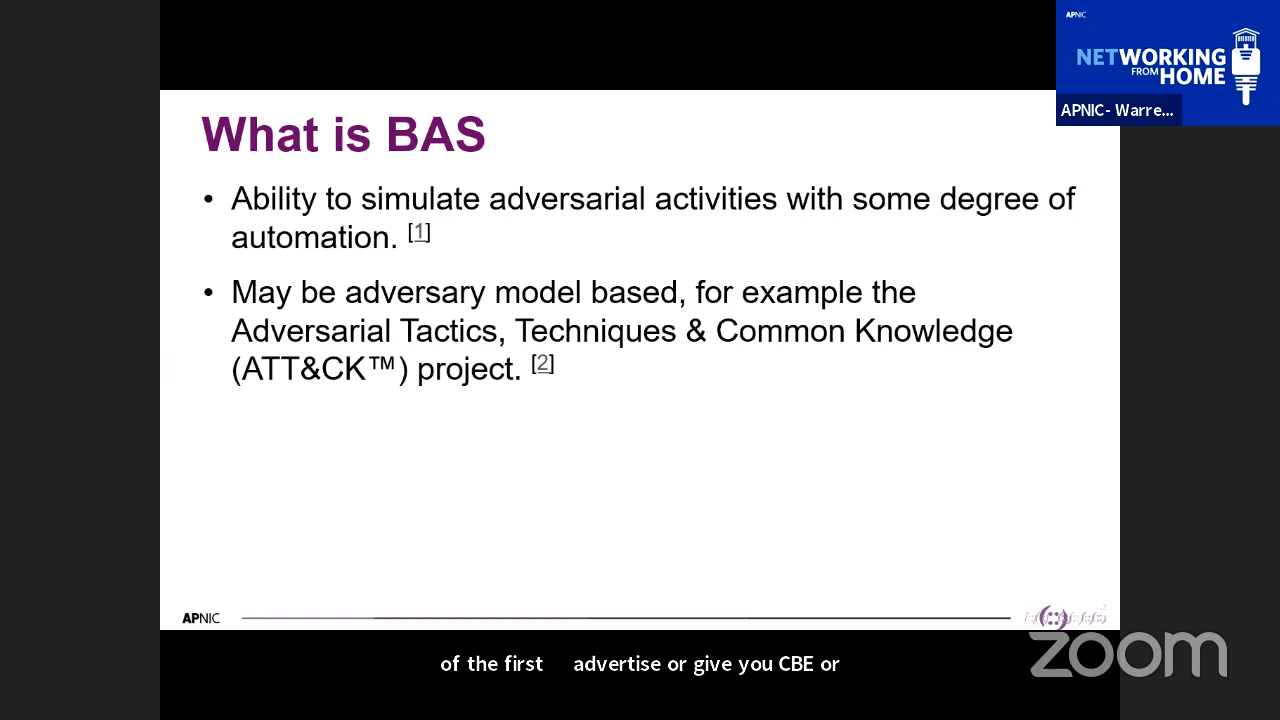 APNIC
NETWORKING
FROM HOME
APNIC- Warre...
What is BAS
• Ability to simulate adversarial activities with some degree of
automation. [1]
• May be adversary model based, for example the
Adversarial Tactics, Techniques & Common Knowledge
(ATT&CK™) project. [2]
APNIC
of the first advertise or give you CBE or
zoom